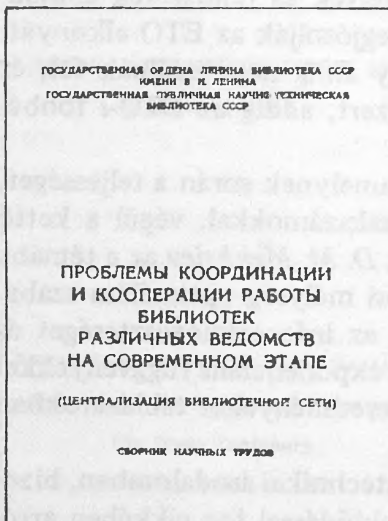 ГОСУДАРСТВЕННАЯ ОРДЕНА ЛЕНИНА БИБЛИОТЕКА СССР
ИМЕНИ В И. ЛЕНИНА
ГОСУДАРСТВЕННАЯ ПУБЛИЧНАЯ НАУЧНО ТЕХНИЧЕСКАЯ
БИБЛИОТЕКА СССР
ПРОБЛЕМЫ КООРДИНАЦИИ
И КООПЕРАЦИИ РАБОТЫ
БИБЛИОТЕК
РАЗЛИЧНЫХ ВЕДОМСТВ
НА СОВРЕМЕННОМ ЭТАПЕ
(ЦЕНТРАЛИЗАЦИЯ БИБЛИОТЕЧНОЙ СЕТИ)
СБОРНИК НАУЧНЫХ ТРУДОВ